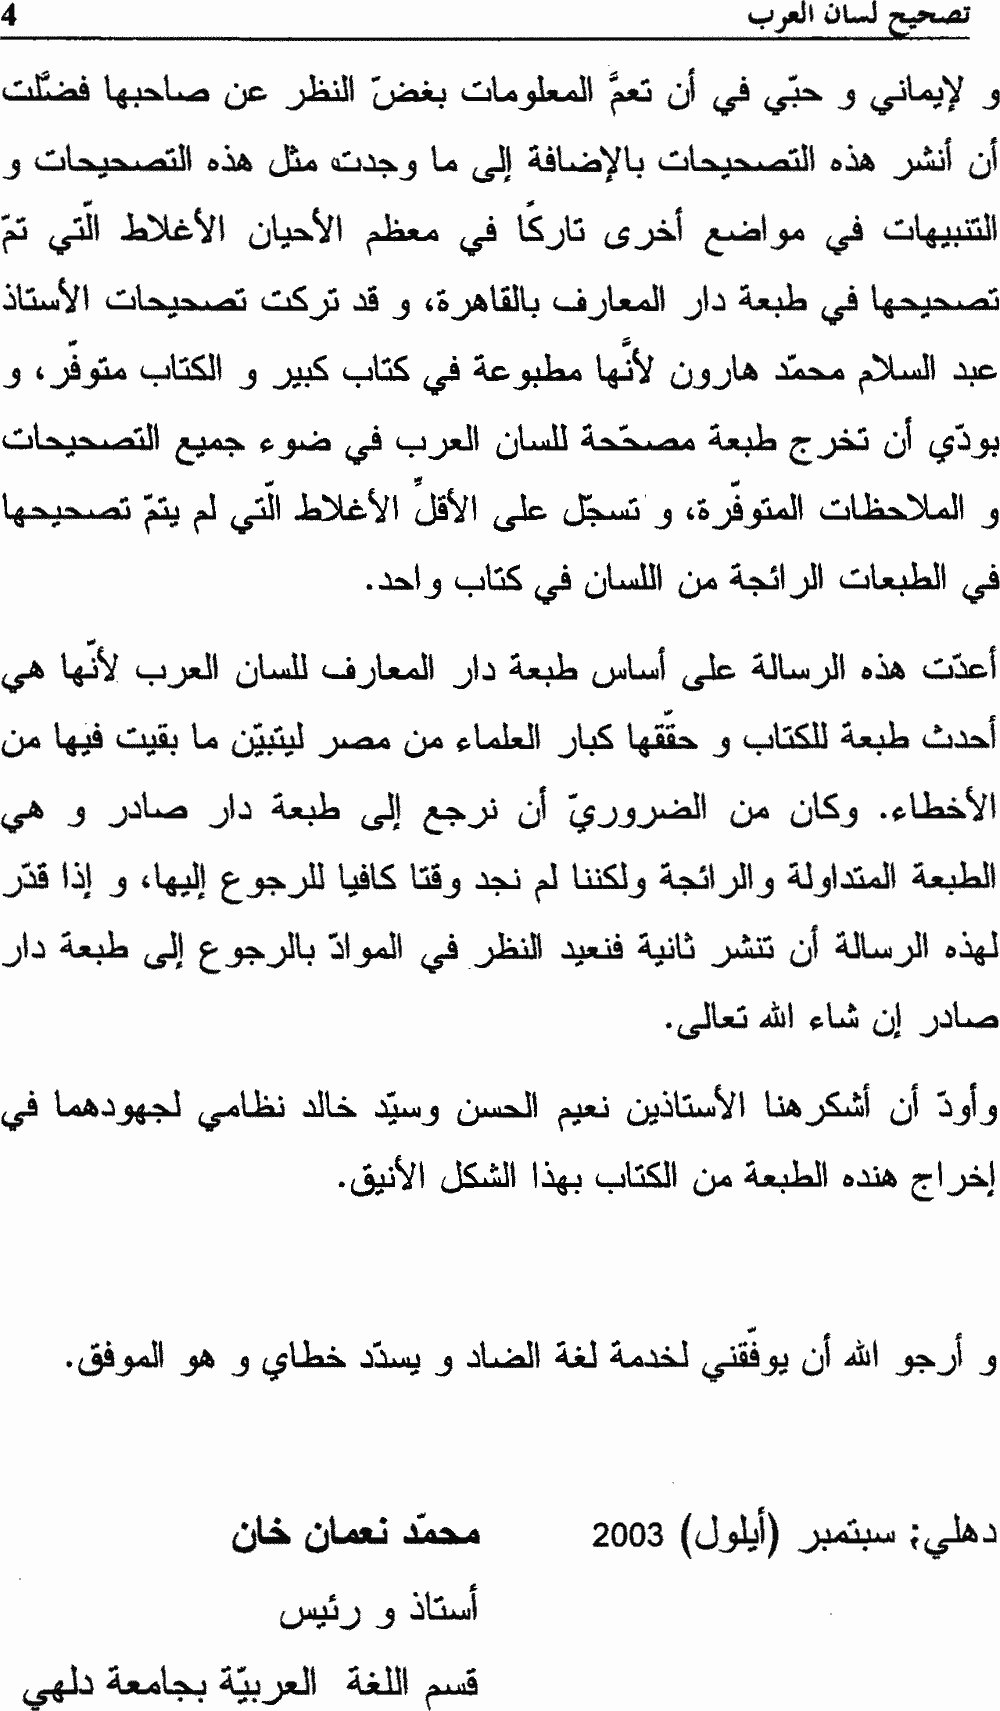 تصحيح لسان العرب 4
و لإيماني و حبّي في أن تعمَّ المعلومات بغضّ النظر عن صاحبها فضَّلت
أن أنشر هذه التصحيحات بالإضافة إلى ما وجدت مثل هذه التصحيحات و
التنبيهات في مواضع أخرى تاركًا في معظم الأحيان الأغلاط الّتي تمّ
تصحيحها في طبعة دار المعارف بالقاهرة، و قد تركت تصحيحات الأستاذ
عبد السلام محمّد هارون لأنَّها مطبوعة في كتاب كبير و الكتاب متوفّر، و
بودّي أن تخرج طبعة مصحّحة للسان العرب في ضوء جميع التصحيحات
و الملاحظات المتوفّرة، و تسجّل على الأقلِّ الأغلاط الّتي لم يتمّ تصحيحها
في الطبعات الرائجة من اللسان في كتاب واحد.
أعدّت هذه الرسالة على أساس طبعة دار المعارف للسان العرب لأنّها هي
أحدث طبعة للكتاب و حقّقها كبار العلماء من مصر ليتبيّن ما بقيت فيها من
الأخطاء. وكان من الضروريّ أن نرجع إلى طبعة دار صادر و هي
الطبعة المتداولة والرائجة ولكننا لم نجد وقتا كافيا للرجوع إليها، و إذا قدّر
لهذه الرسالة أن تنشر ثانية فنعيد النظر في الموادّ بالرجوع إلى طبعة دار
صادر إن شاء الله تعالى.
وأودّ أن أشكرهنا الأستاذين نعيم الحسن وسيّد خالد نظامي لجهودهما في
إخراج هنده الطبعة من الكتاب بهذا الشكل الأنيق.
و أرجو الله أن يوفّقني لخدمة لغة الضاد و يسدّد خطاي و هو الموفق.
دهلي; سبتمبر (أيلول) 2003 محمّد نعمان خان
أستاذ و رئيس
قسم اللغة العربيّة بجامعة دلهي